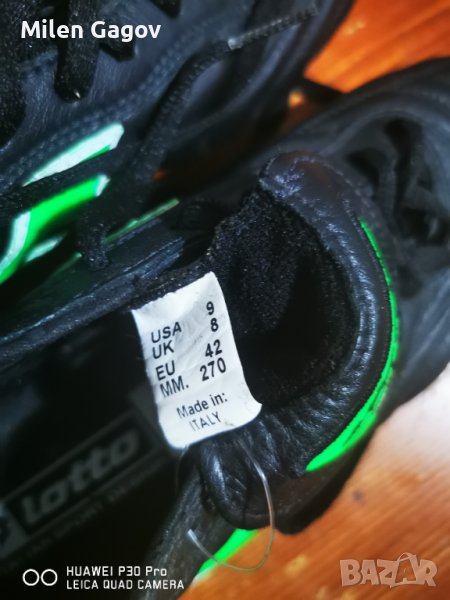 Milen Gagov
USA 9
UK 8
EU 42
MM. 270
Made in:
ITALY
lotto
HUAWEI P30 Pro
LEICA QUAD CAMERA
BAZAR